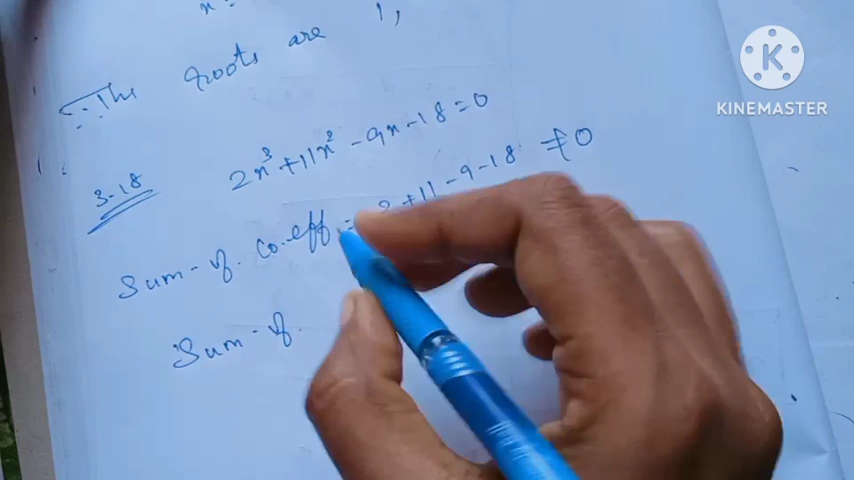 ∴ The roots are 1,
3-18
2x³ + 11x² - 9x - 18 = 0
Sum-of. co.eff = 2 + 11 - 9 - 18 ≠ 0
Sum-of.
KINEMASTER